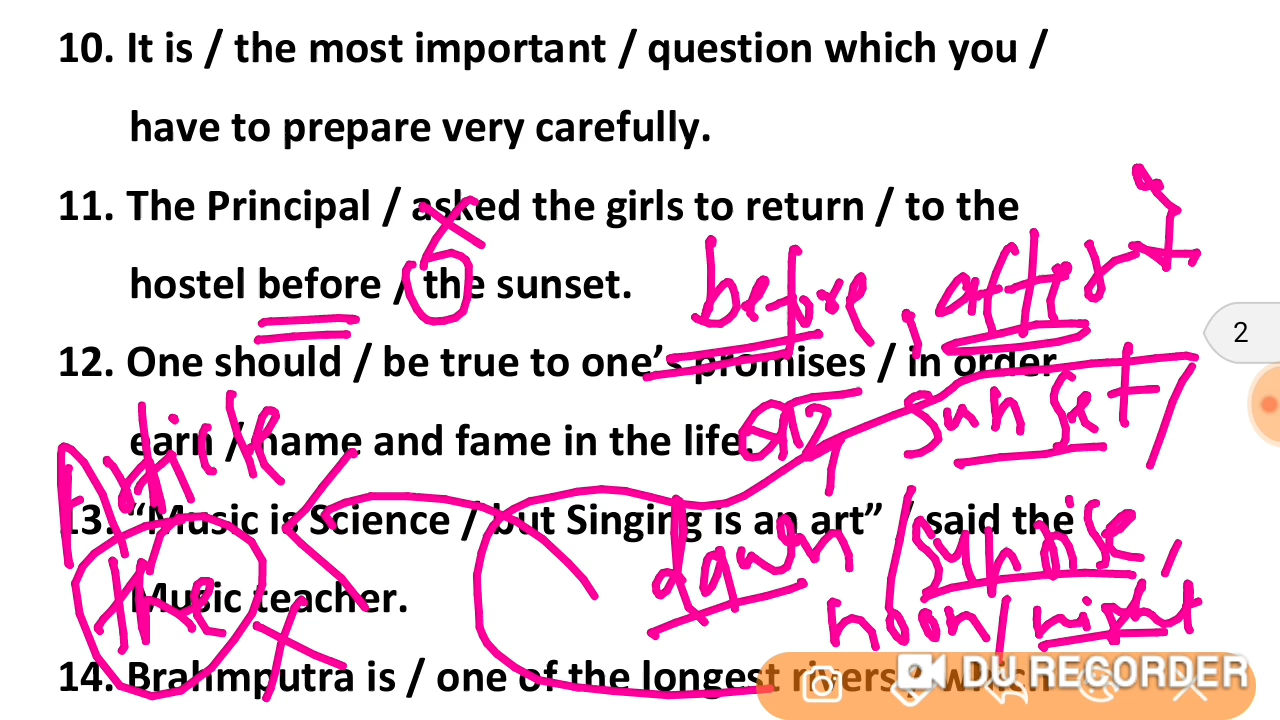 10. It is / the most important / question which you /
have to prepare very carefully.
11. The Principal / asked the girls to return / to the
hostel before / the sunset.
before, after
2
12. One should / be true to one's promises / in order
sunset/
earn / name and fame in the life.
Article
13. “Music is Science / but Singing is an art” / said the
dawn / sunrise,
the
Music teacher.
noon / night
14. Brahmputra is / one of the longest rivers / which
DU RECORDER